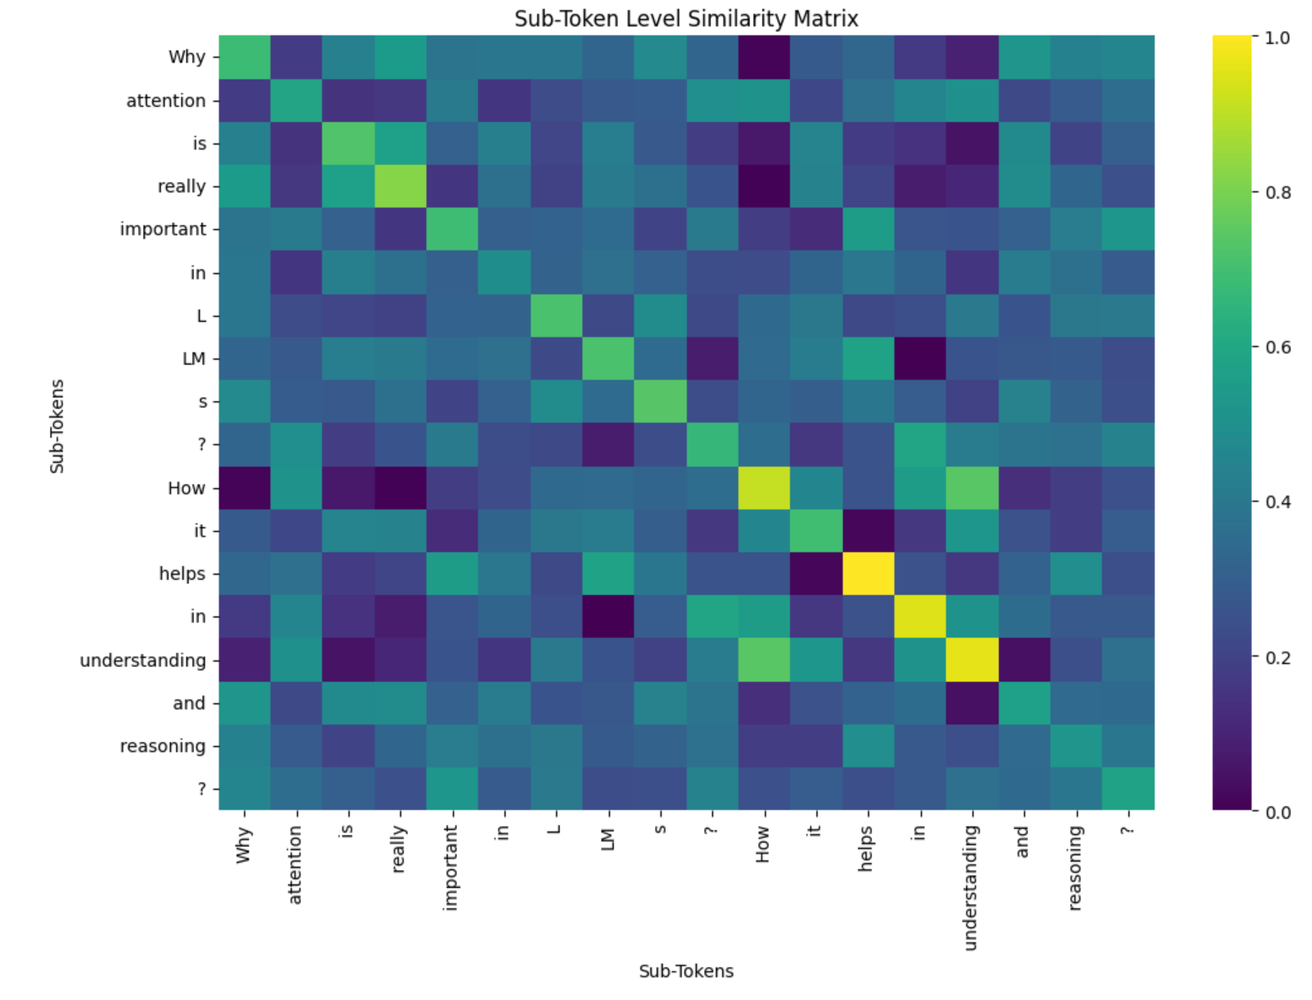 Sub-Token Level Similarity Matrix
Why
attention
is
really
important
in
L
LM
s
?
How
it
helps
in
understanding
and
reasoning
?
Sub-Tokens
Why
attention
is
really
important
in
L
LM
s
?
How
it
helps
in
understanding
and
reasoning
?
Sub-Tokens
1.0
0.8
0.6
0.4
0.2
0.0